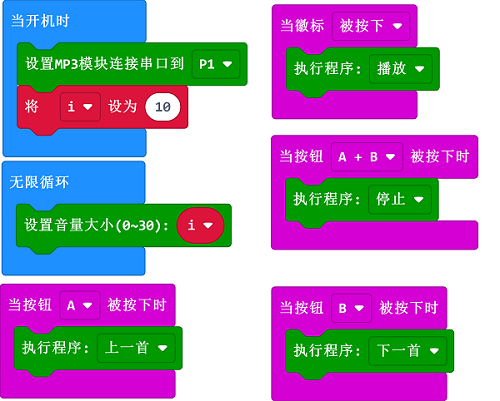 当开机时
设置MP3模块连接串口到 P1
将 i 设为 10
无限循环
设置音量大小(0~30): i
当按钮 A 被按下时
执行程序: 上一首
当徽标 被按下
执行程序: 播放
当按钮 A + B 被按下时
执行程序: 停止
当按钮 B 被按下时
执行程序: 下一首